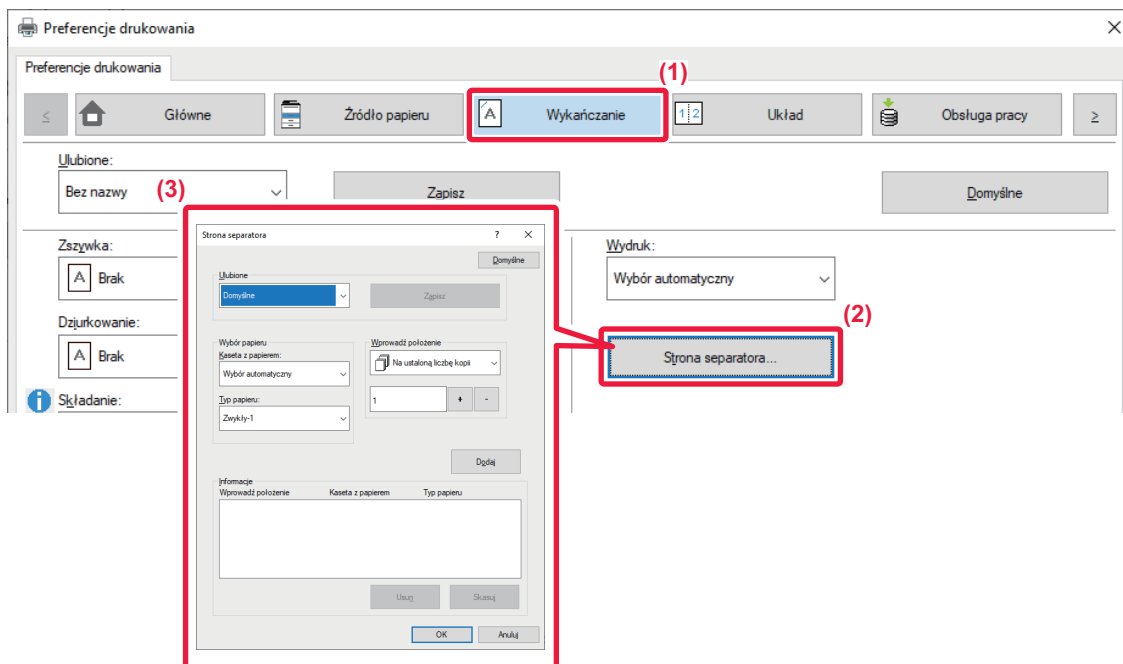 Preferencje drukowania
Preferencje drukowania
(1)
≤ Główne Źródło papieru A Wykańczanie 1 2 Układ Obsługa pracy ≥
Ulubione:
Bez nazwy (3) Zapisz Domyślne
Zszywka:
A Brak
Dziurkowanie:
A Brak
Składanie:
Strona separatora ? ×
Domyślne
Ulubione
Domyślne Zapisz
Wybór papieru
Kaseta z papierem:
Wybór automatyczny
Typ papieru:
Zwykły-1
Wprowadź położenie
Na ustaloną liczbę kopii
1 + -
Dodaj
Informacje
Wprowadź położenie Kaseta z papierem Typ papieru
Usuń Skasuj
OK Anuluj
Wydruk:
Wybór automatyczny
(2)
Strona separatora...